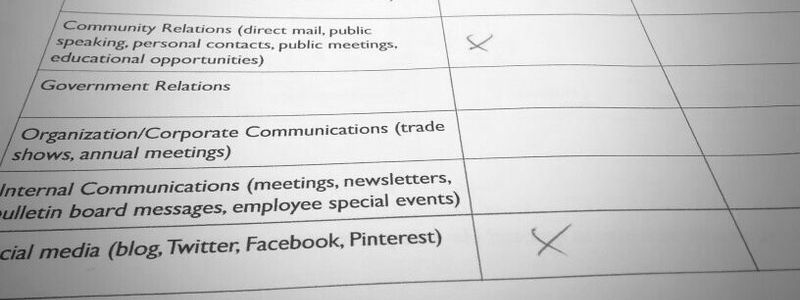 Community Relations (direct mail, public
speaking, personal contacts, public meetings,
educational opportunities)
X
Government Relations
Organization/Corporate Communications (trade
shows, annual meetings)
Internal Communications (meetings, newsletters,
ulletin board messages, employee special events)
cial media (blog, Twitter, Facebook, Pinterest)
X